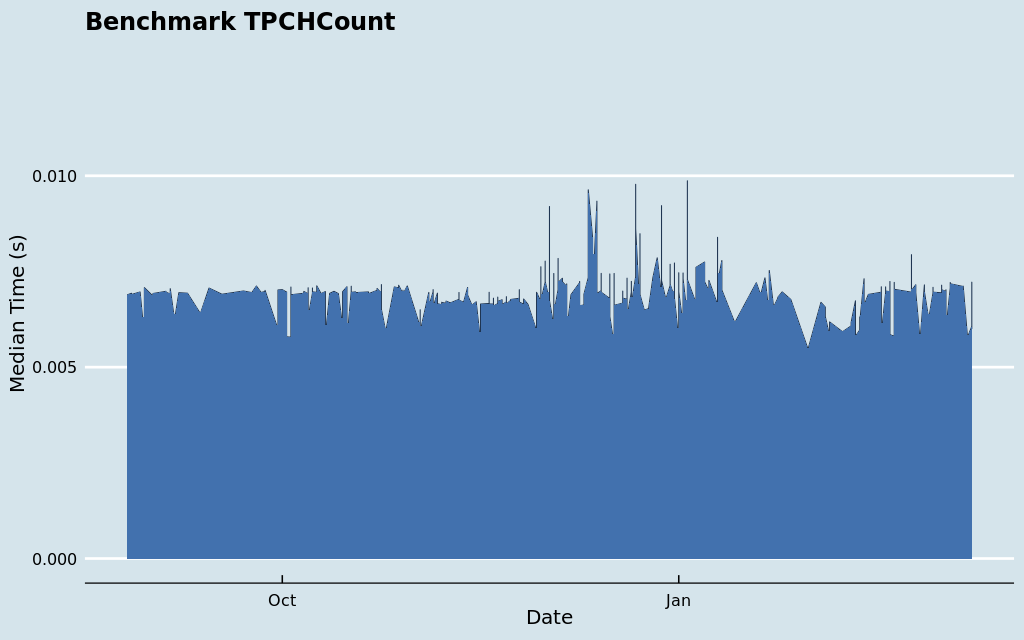 Benchmark TPCHCount
0.010
0.005
0.000
Median Time (s)
Oct
Jan
Date